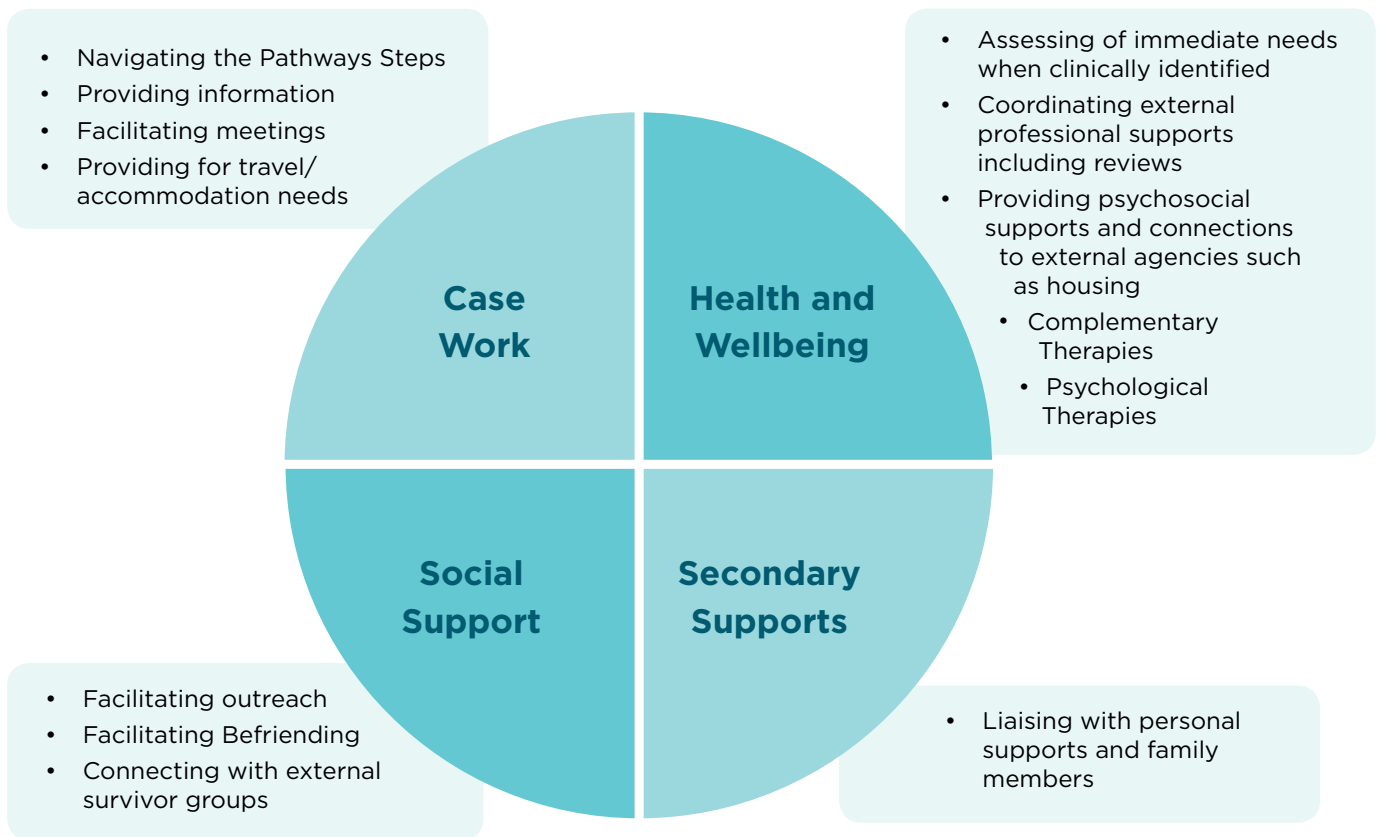 • Navigating the Pathways Steps
• Providing information
• Facilitating meetings
• Providing for travel/
accommodation needs
• Assessing of immediate needs
when clinically identified
• Coordinating external
professional supports
including reviews
• Providing psychosocial
supports and connections
to external agencies such
as housing
• Complementary
Therapies
• Psychological
Therapies
Case
Work
Health and
Wellbeing
Social
Support
Secondary
Supports
• Facilitating outreach
• Facilitating Befriending
• Connecting with external
survivor groups
• Liaising with personal
supports and family
members